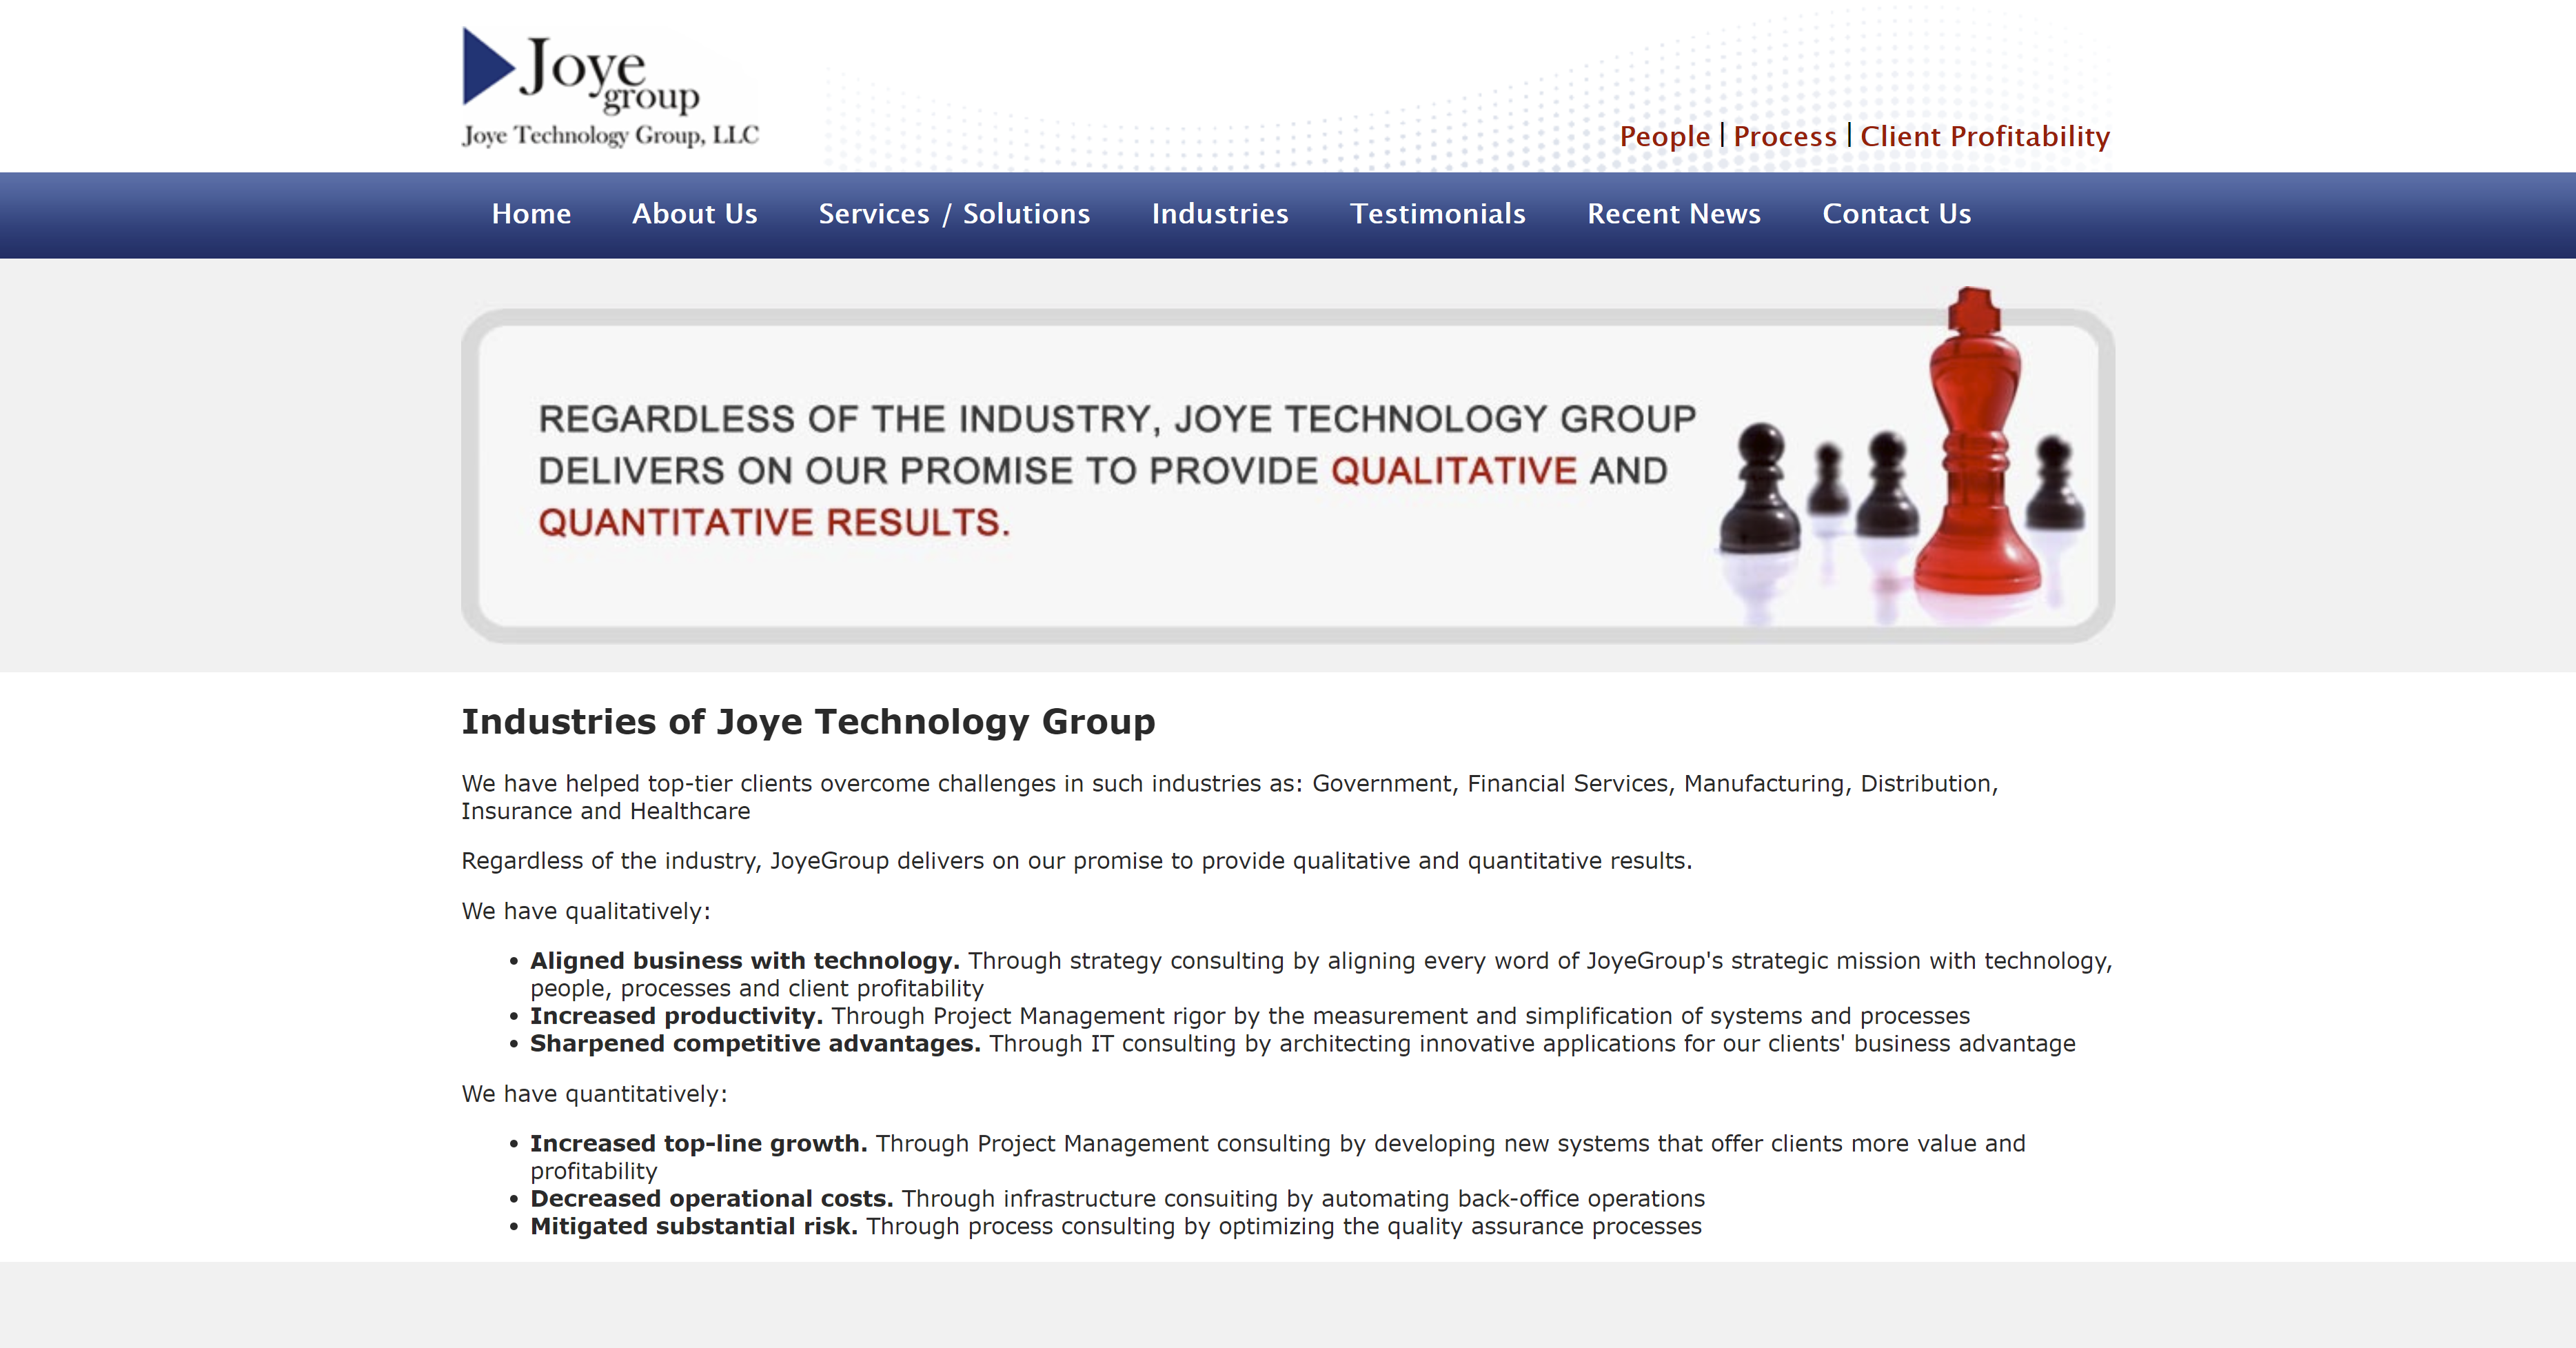 Joye
group
Joye Technology Group, LLC
People | Process | Client Profitability
Home About Us Services / Solutions Industries Testimonials Recent News Contact Us
REGARDLESS OF THE INDUSTRY, JOYE TECHNOLOGY GROUP
DELIVERS ON OUR PROMISE TO PROVIDE QUALITATIVE AND
QUANTITATIVE RESULTS.
Industries of Joye Technology Group
We have helped top-tier clients overcome challenges in such industries as: Government, Financial Services, Manufacturing, Distribution,
Insurance and Healthcare
Regardless of the industry, JoyeGroup delivers on our promise to provide qualitative and quantitative results.
We have qualitatively:
• Aligned business with technology. Through strategy consulting by aligning every word of JoyeGroup's strategic mission with technology,
people, processes and client profitability
• Increased productivity. Through Project Management rigor by the measurement and simplification of systems and processes
• Sharpened competitive advantages. Through IT consulting by architecting innovative applications for our clients' business advantage
We have quantitatively:
• Increased top-line growth. Through Project Management consulting by developing new systems that offer clients more value and
profitability
• Decreased operational costs. Through infrastructure consuiting by automating back-office operations
• Mitigated substantial risk. Through process consulting by optimizing the quality assurance processes